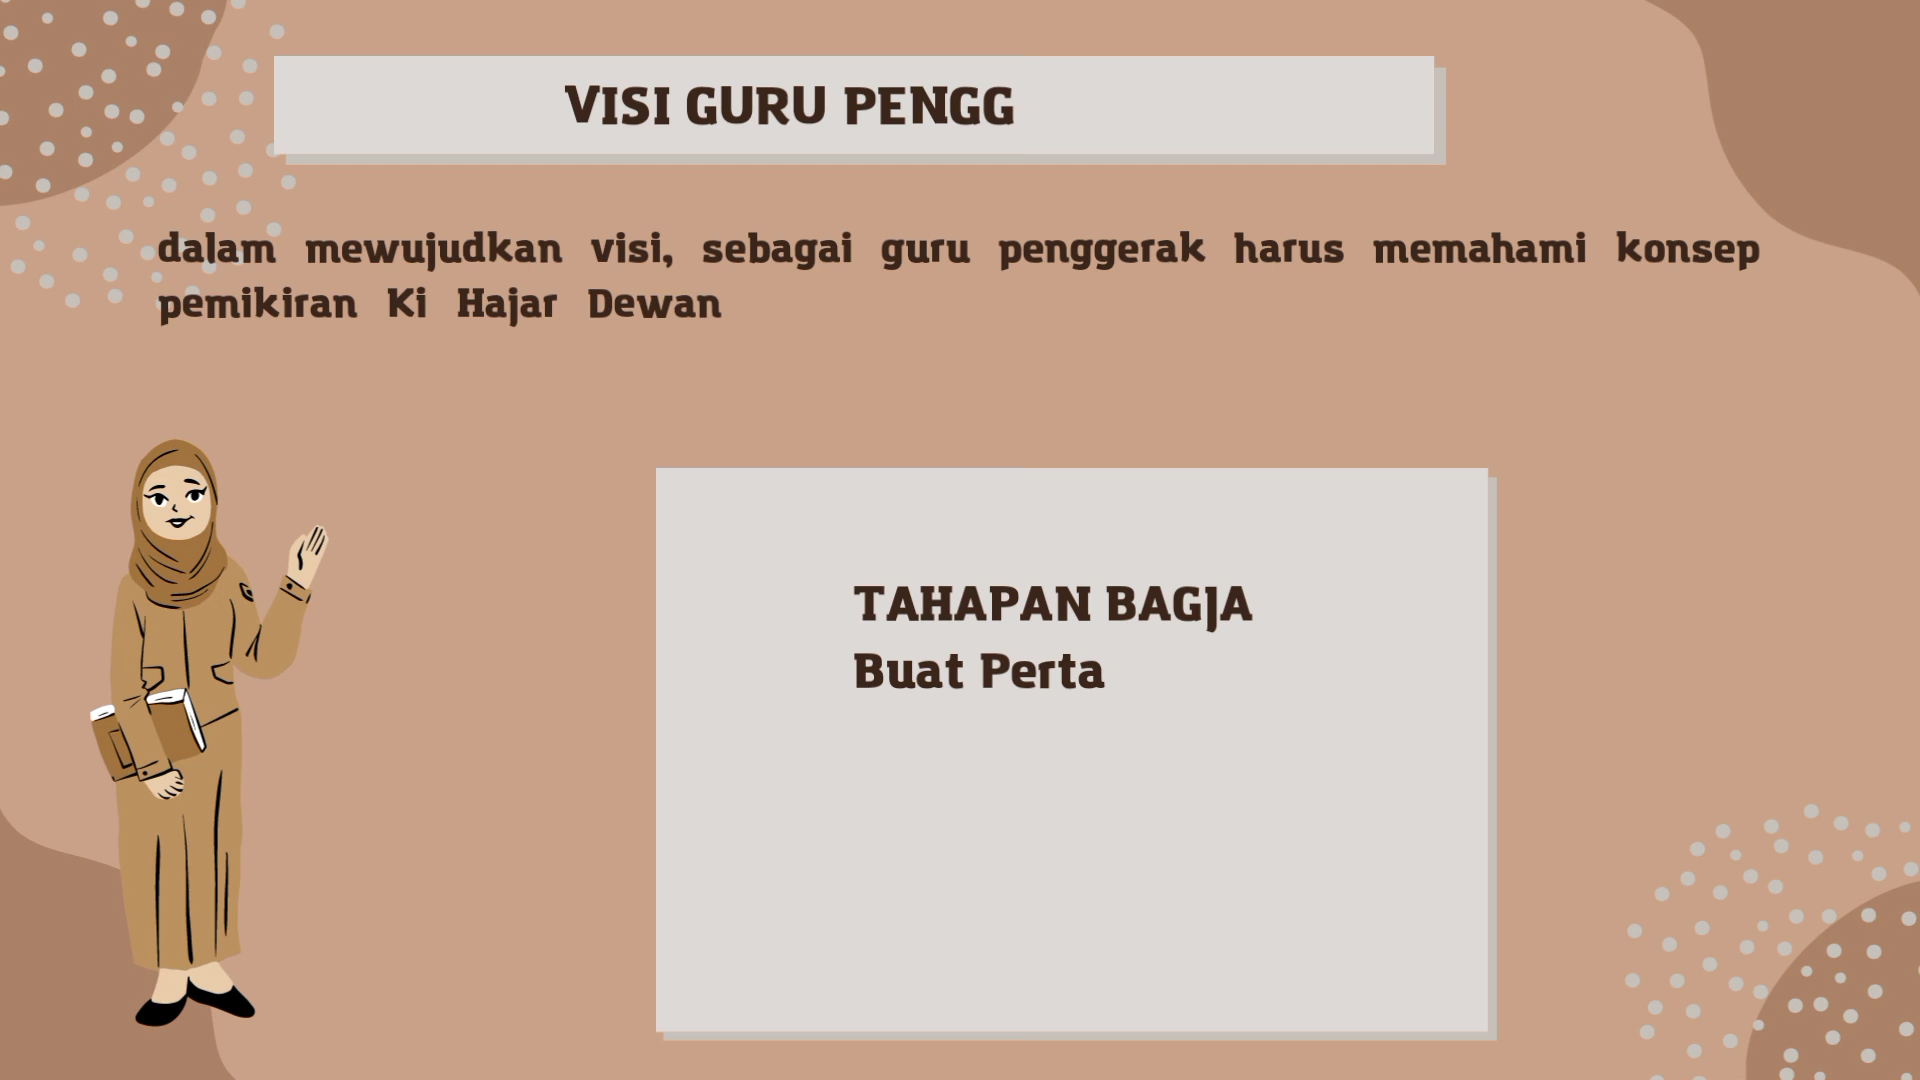 VISI GURU PENGG
dalam mewujudkan visi, sebagai guru penggerak harus memahami konsep
pemikiran Ki Hajar Dewan
TAHAPAN BAGJA
Buat Perta